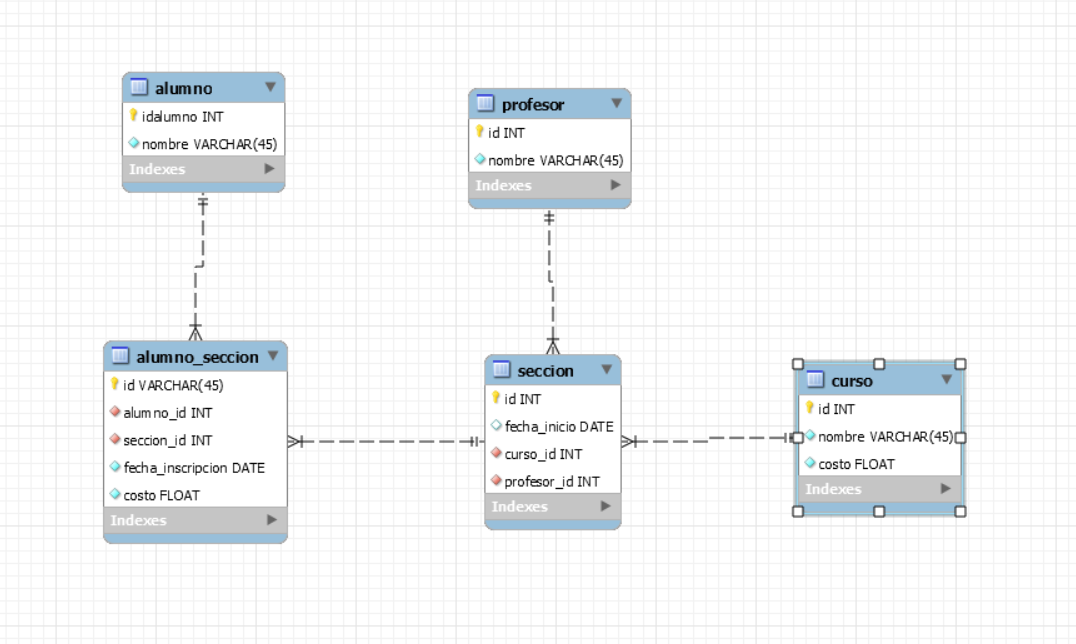 alumno
idalumno INT
nombre VARCHAR(45)
Indexes
profesor
id INT
nombre VARCHAR(45)
Indexes
alumno_seccion
id VARCHAR(45)
alumno_id INT
seccion_id INT
fecha_inscripcion DATE
costo FLOAT
Indexes
seccion
id INT
fecha_inicio DATE
curso_id INT
profesor_id INT
Indexes
curso
id INT
nombre VARCHAR(45)
costo FLOAT
Indexes